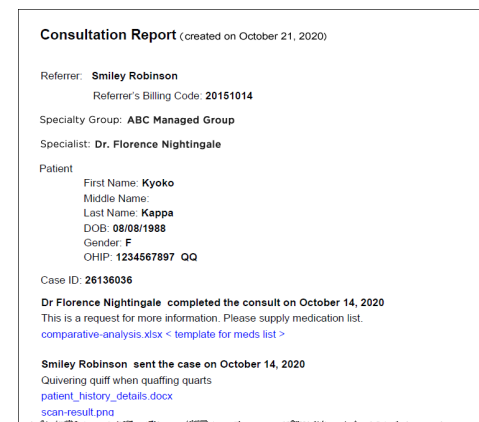 Consultation Report (created on October 21, 2020)
Referrer: Smiley Robinson
Referrer's Billing Code: 20151014
Specialty Group: ABC Managed Group
Specialist: Dr. Florence Nightingale
Patient
First Name: Kyoko
Middle Name:
Last Name: Kappa
DOB: 08/08/1988
Gender: F
OHIP: 1234567897 QQ
Case ID: 26136036
Dr Florence Nightingale completed the consult on October 14, 2020
This is a request for more information. Please supply medication list.
comparative-analysis.xlsx < template for meds list >
Smiley Robinson sent the case on October 14, 2020
Quivering quiff when quaffing quarts
patient_history_details.docx
scan-result.png